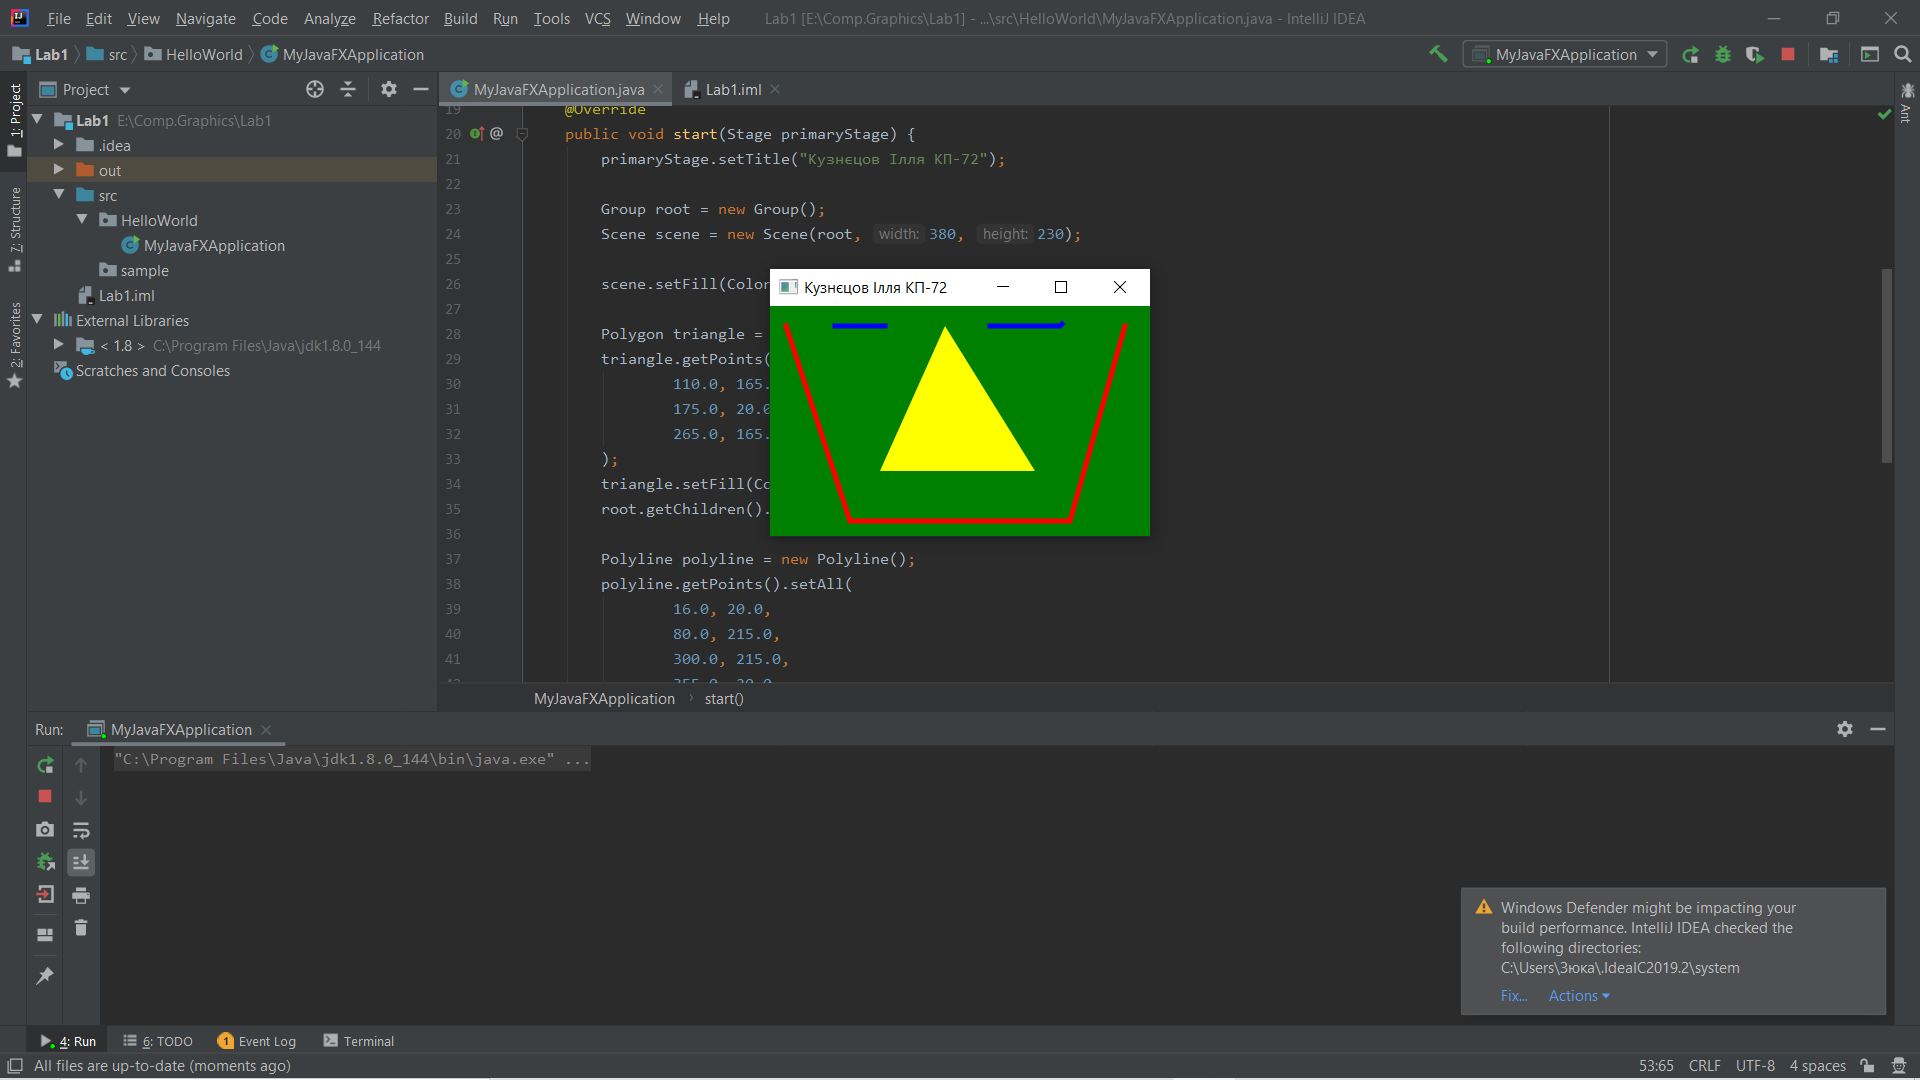 File Edit View Navigate Code Analyze Refactor Build Run Tools VCS Window Help Lab1 [E:\Comp.Graphics\Lab1] - ...\src\HelloWorld\MyJavaFXApplication.java - IntelliJ IDEA
Lab1 src HelloWorld MyJavaFXApplication MyJavaFXApplication
1: Project
7: Structure
2: Favorites
Ant
Project
Lab1 E:\Comp.Graphics\Lab1
.idea
out
src
HelloWorld
MyJavaFXApplication
sample
Lab1.iml
External Libraries
< 1.8 > C:\Program Files\Java\jdk1.8.0_144
Scratches and Consoles
MyJavaFXApplication.java Lab1.iml
19 @Override
20 @ public void start(Stage primaryStage) {
21 primaryStage.setTitle("Кузнєцов Ілля КП-72");
22
23 Group root = new Group();
24 Scene scene = new Scene(root, width: 380, height: 230);
25
26 scene.setFill(Color
27
28 Polygon triangle =
29 triangle.getPoints(
30 110.0, 165.
31 175.0, 20.0
32 265.0, 165.
33 );
34 triangle.setFill(Co
35 root.getChildren().
36
37 Polyline polyline = new Polyline();
38 polyline.getPoints().setAll(
39 16.0, 20.0,
40 80.0, 215.0,
41 300.0, 215.0,
42 355.0, 20.0
Кузнєцов Ілля КП-72
MyJavaFXApplication start()
Run: MyJavaFXApplication
"C:\Program Files\Java\jdk1.8.0_144\bin\java.exe" ...
Windows Defender might be impacting your
build performance. IntelliJ IDEA checked the
following directories:
C:\Users\Зюка\.IdeaIC2019.2\system
Fix... Actions
4: Run 6: TODO 1 Event Log Terminal
All files are up-to-date (moments ago) 53:65 CRLF UTF-8 4 spaces